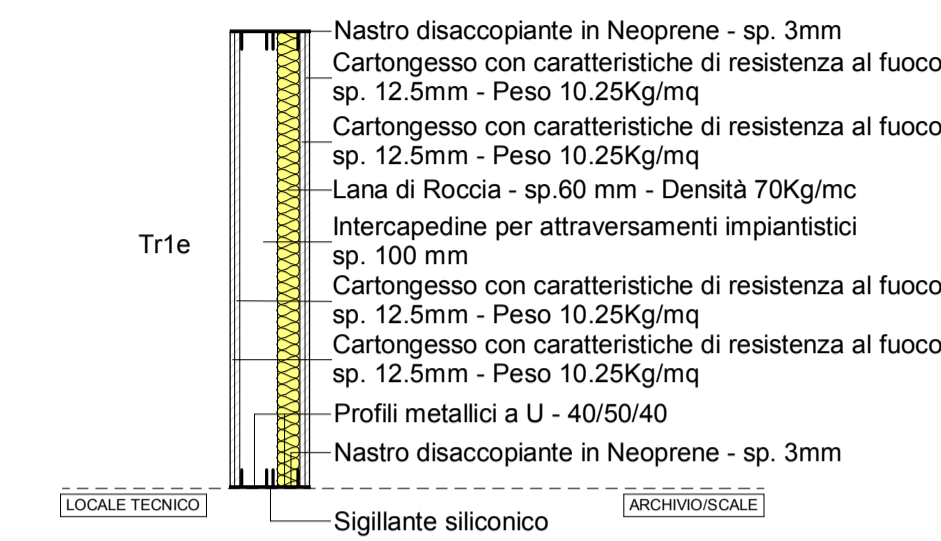 Nastro disaccopiante in Neoprene - sp. 3mm
Cartongesso con caratteristiche di resistenza al fuoco
sp. 12.5mm - Peso 10.25Kg/mq
Cartongesso con caratteristiche di resistenza al fuoco
sp. 12.5mm - Peso 10.25Kg/mq
Lana di Roccia - sp.60 mm - Densità 70Kg/mc
Tr1e
Intercapedine per attraversamenti impiantistici
sp. 100 mm
Cartongesso con caratteristiche di resistenza al fuoco
sp. 12.5mm - Peso 10.25Kg/mq
Cartongesso con caratteristiche di resistenza al fuoco
sp. 12.5mm - Peso 10.25Kg/mq
Profili metallici a U - 40/50/40
Nastro disaccopiante in Neoprene - sp. 3mm
LOCALE TECNICO
ARCHIVIO/SCALE
Sigillante siliconico